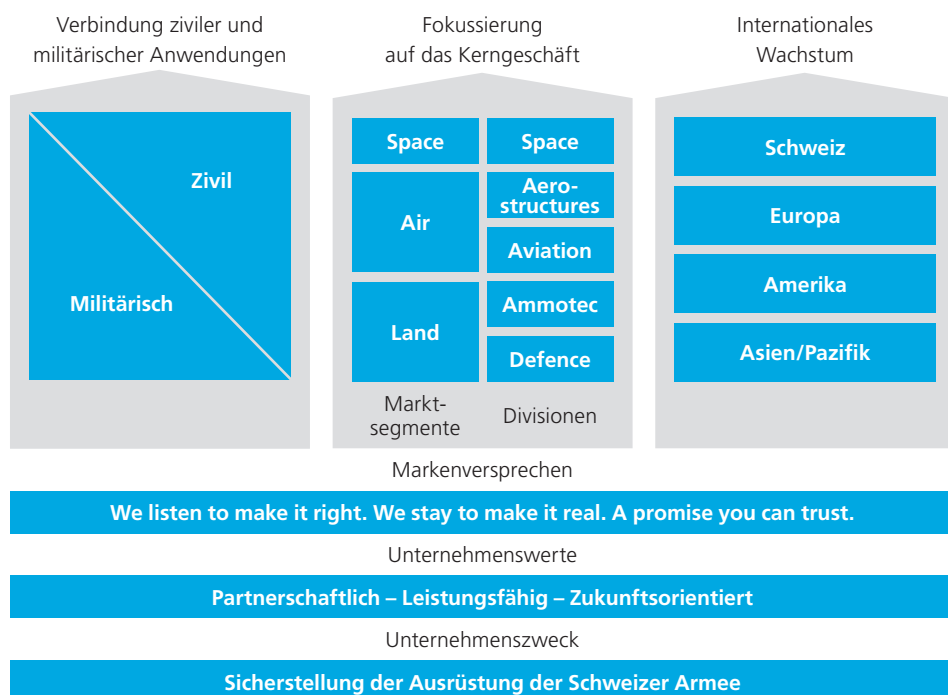 Verbindung ziviler und
militärischer Anwendungen
Zivil
Militärisch
Fokussierung
auf das Kerngeschäft
Space
Air
Land
Markt-
segmente
Space
Aero-
structures
Aviation
Ammotec
Defence
Divisionen
Internationales
Wachstum
Schweiz
Europa
Amerika
Asien/Pazifik
Markenversprechen
We listen to make it right. We stay to make it real. A promise you can trust.
Unternehmenswerte
Partnerschaftlich – Leistungsfähig – Zukunftsorientiert
Unternehmenszweck
Sicherstellung der Ausrüstung der Schweizer Armee